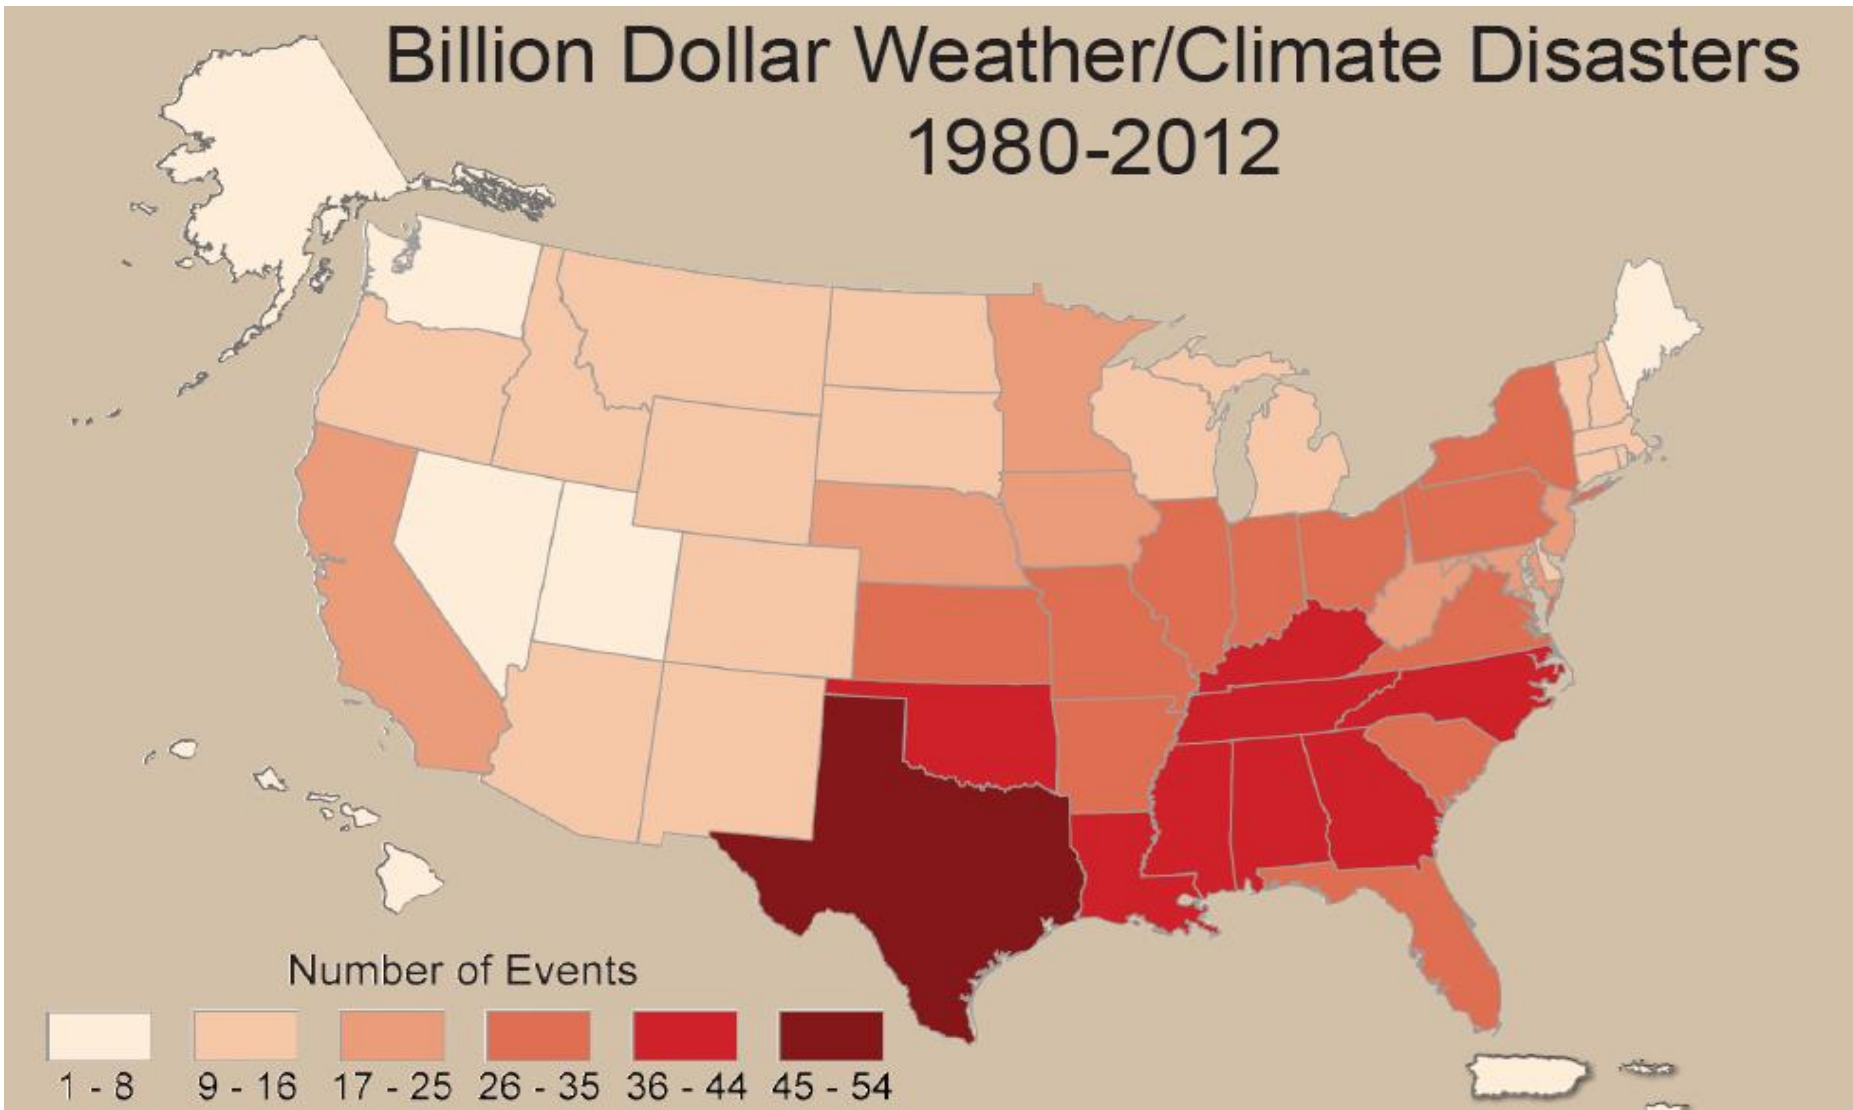 Billion Dollar Weather/Climate Disasters
1980-2012
Number of Events
1 - 8
9 - 16
17 - 25
26 - 35
36 - 44
45 - 54